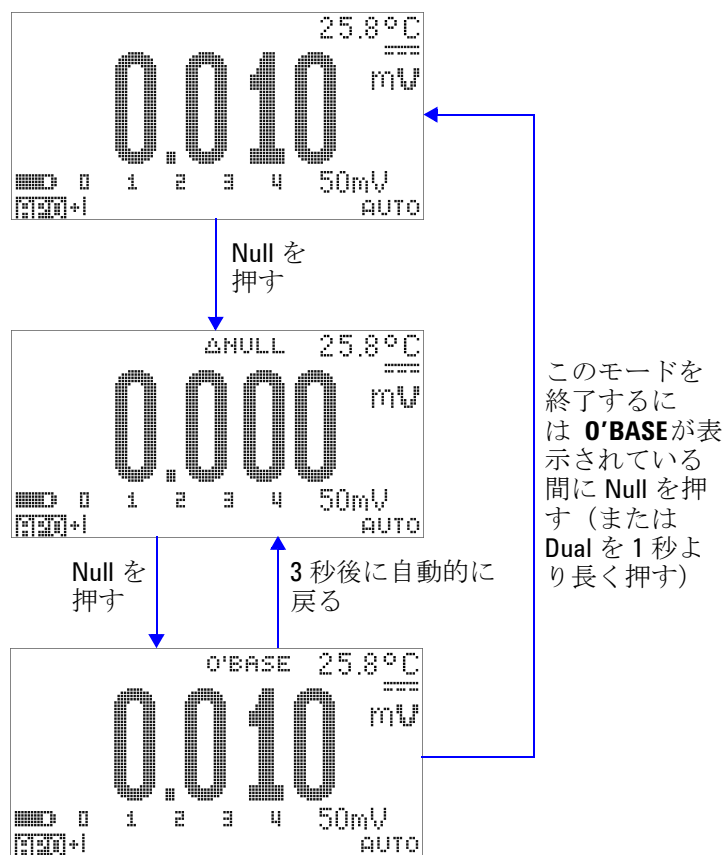 25.8°C
0.010 mV
0 1 2 3 4 50mV
AUTO
Null を
押す
ΔNULL 25.8°C
0.000 mV
0 1 2 3 4 50mV
AUTO
Null を
押す
3 秒後に自動的に
戻る
O'BASE 25.8°C
0.010 mV
0 1 2 3 4 50mV
AUTO
このモードを
終了するに
は O'BASEが表
示されている
間に Null を押
す（または
Dual を 1 秒よ
り長く押す）